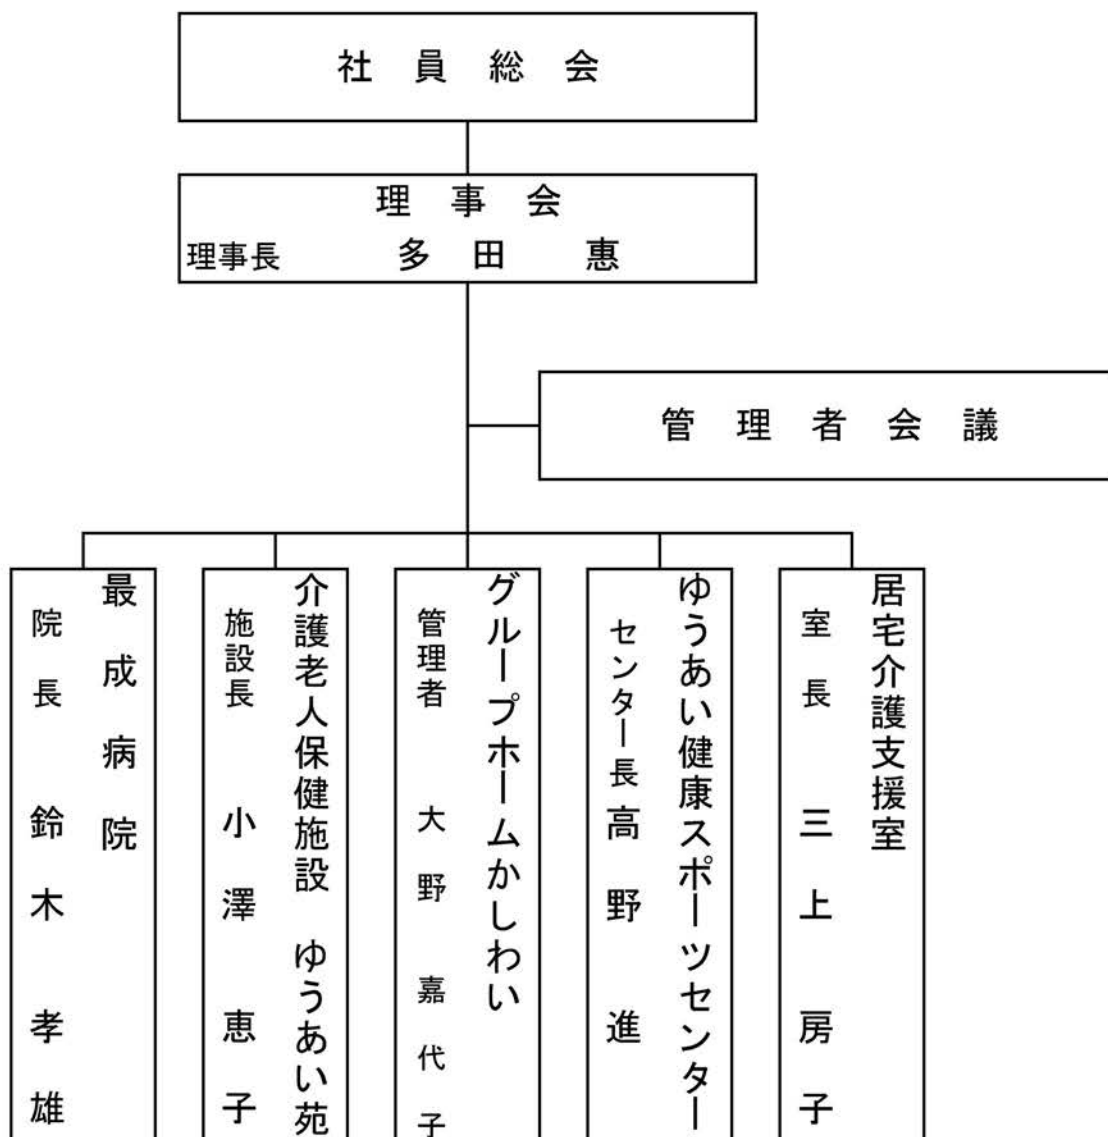 社員総会
理事会
理事長 多田 惠
管理者会議
最成病院
院長 鈴木 孝雄
介護老人保健施設 ゆうあい苑
施設長 小澤 恵子
グループホームかしわい
管理者 大野 嘉代子
ゆうあい健康スポーツセンター
センター長 高野 進
居宅介護支援室
室長 三上 房子